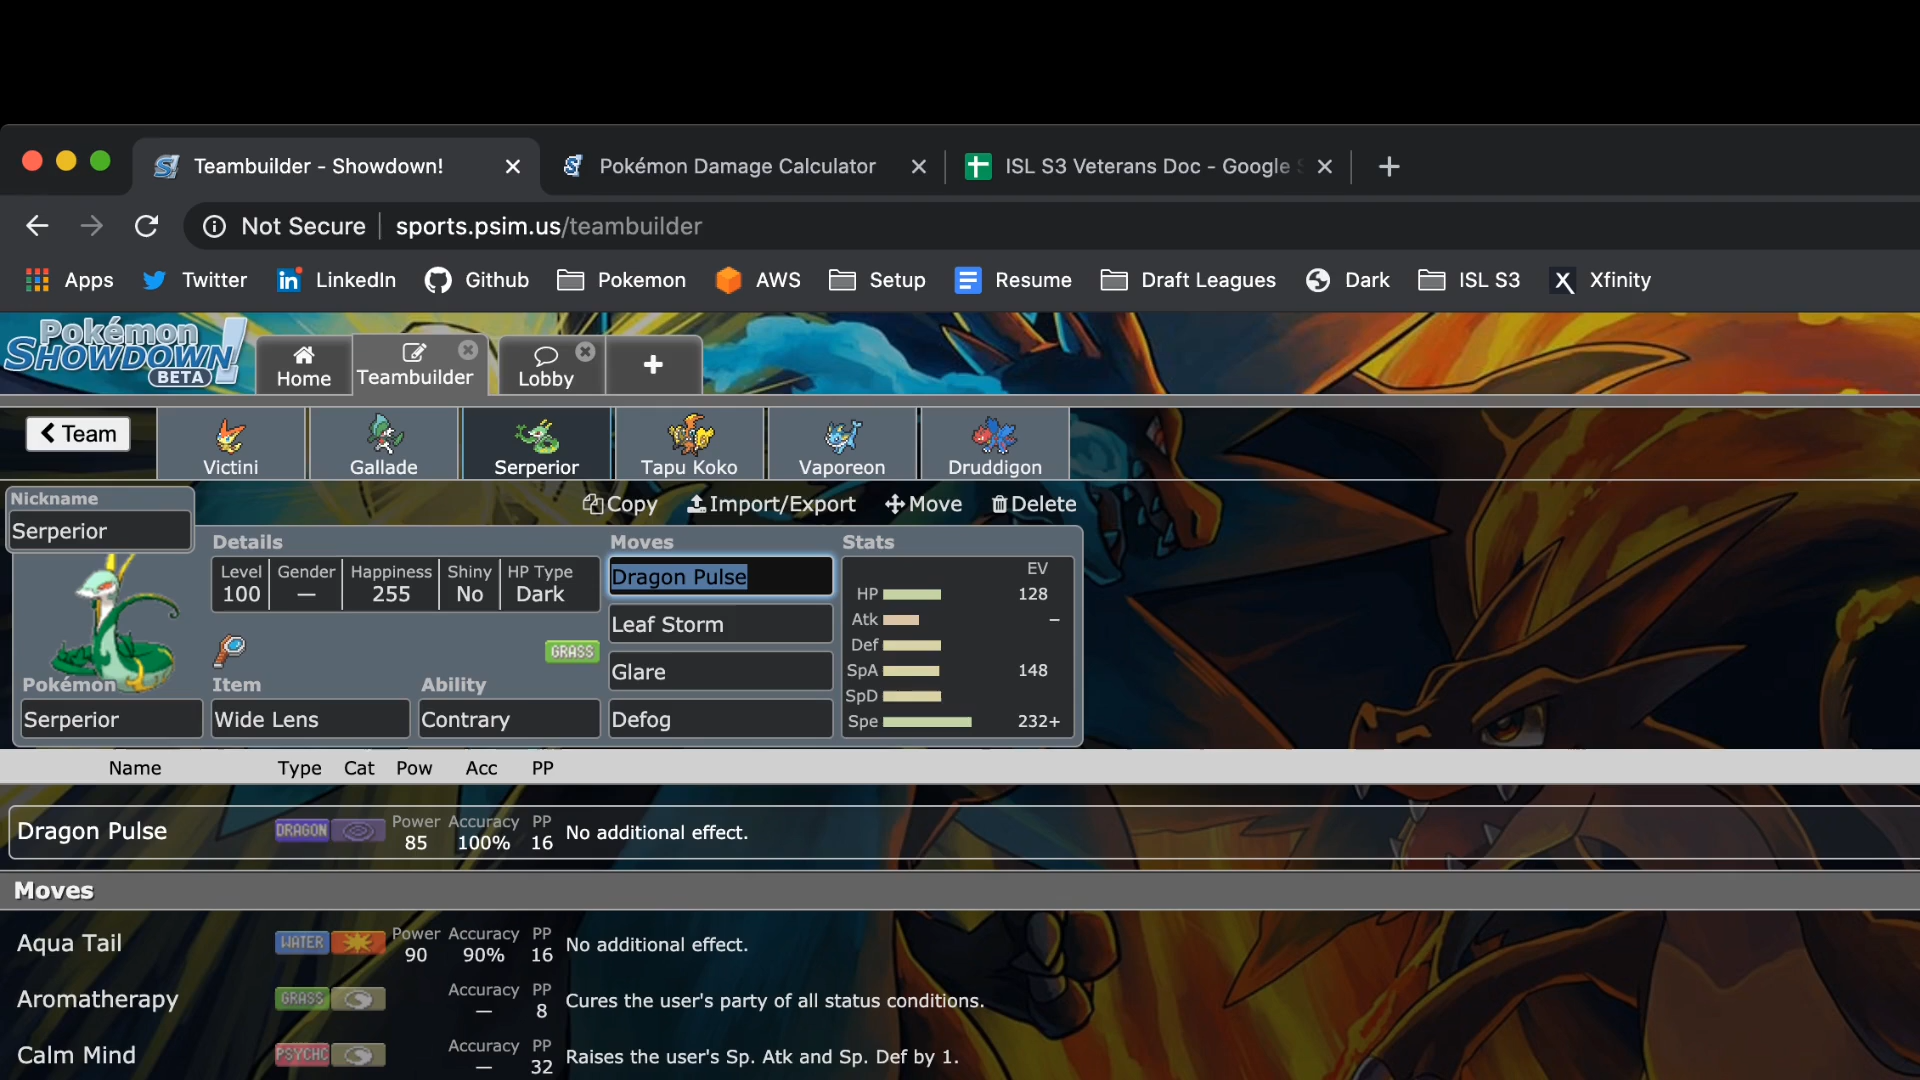 Teambuilder - Showdown!
Pokémon Damage Calculator
ISL S3 Veterans Doc - Google
Not Secure
sports.psim.us/teambuilder
Apps
Twitter
LinkedIn
Github
Pokemon
AWS
Setup
Resume
Draft Leagues
Dark
ISL S3
Xfinity
Pokémon
SHOWDOWN!
BETA
Home
Teambuilder
Lobby
Team
Victini
Gallade
Serperior
Tapu Koko
Vaporeon
Druddigon
Copy
Import/Export
Move
Delete
Nickname
Serperior
Details
Level
100
Gender
—
Happiness
255
Shiny
No
HP Type
Dark
GRASS
Pokémon
Serperior
Item
Wide Lens
Ability
Contrary
Moves
Dragon Pulse
Leaf Storm
Glare
Defog
Stats
EV
HP 128
Atk –
Def
SpA 148
SpD
Spe 232+
Name Type Cat Pow Acc PP
Dragon Pulse DRAGON Power 85 Accuracy 100% PP 16 No additional effect.
Moves
Aqua Tail WATER Power 90 Accuracy 90% PP 16 No additional effect.
Aromatherapy GRASS Accuracy — PP 8 Cures the user's party of all status conditions.
Calm Mind PSYCHC Accuracy — PP 32 Raises the user's Sp. Atk and Sp. Def by 1.